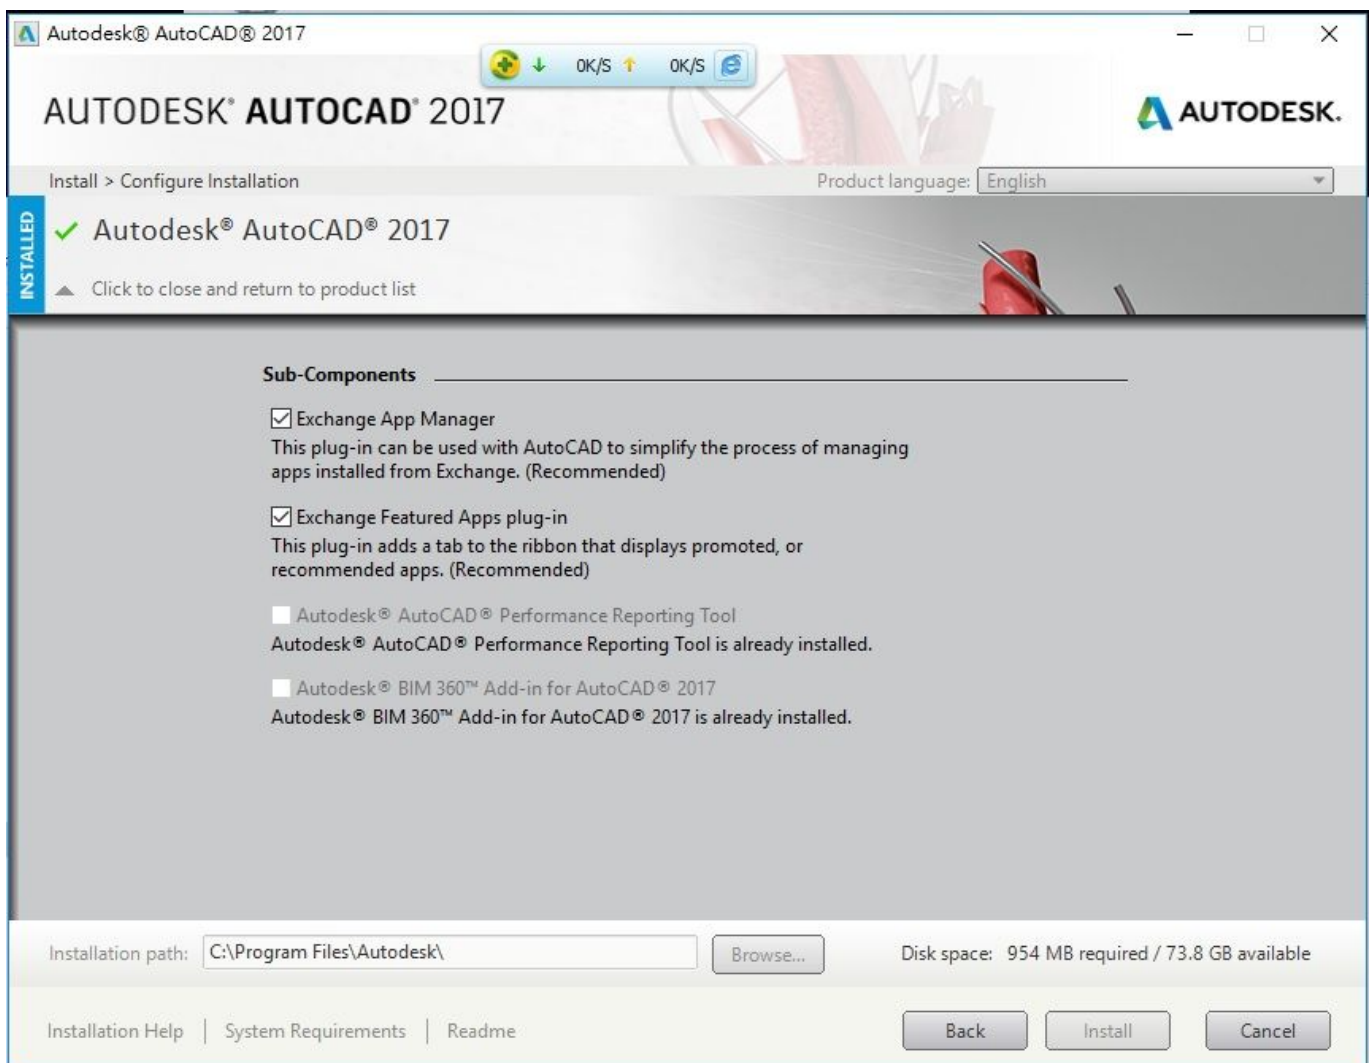 Autodesk® AutoCAD® 2017
0K/S 0K/S
AUTODESK® AUTOCAD® 2017
AUTODESK.
Install > Configure Installation
Product language: English
INSTALLED
Autodesk® AutoCAD® 2017
Click to close and return to product list
Sub-Components
Exchange App Manager
This plug-in can be used with AutoCAD to simplify the process of managing
apps installed from Exchange. (Recommended)
Exchange Featured Apps plug-in
This plug-in adds a tab to the ribbon that displays promoted, or
recommended apps. (Recommended)
Autodesk® AutoCAD® Performance Reporting Tool
Autodesk® AutoCAD® Performance Reporting Tool is already installed.
Autodesk® BIM 360™ Add-in for AutoCAD® 2017
Autodesk® BIM 360™ Add-in for AutoCAD® 2017 is already installed.
Installation path: C:\Program Files\Autodesk\ Browse... Disk space: 954 MB required / 73.8 GB available
Installation Help | System Requirements | Readme Back Install Cancel